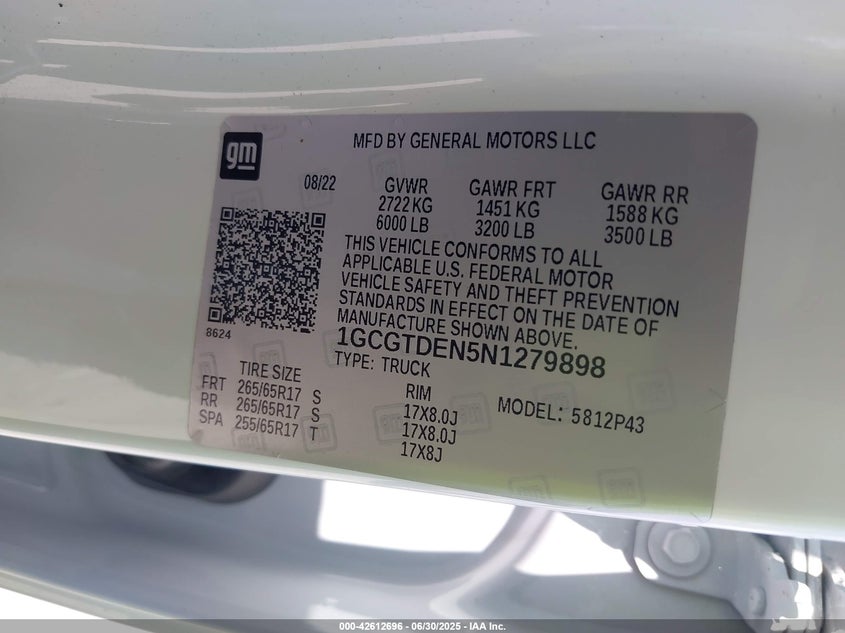 gm
MFD BY GENERAL MOTORS LLC
08/22 GVWR GAWR FRT GAWR RR
2722 KG 1451 KG 1588 KG
6000 LB 3200 LB 3500 LB
THIS VEHICLE CONFORMS TO ALL
APPLICABLE U.S. FEDERAL MOTOR
VEHICLE SAFETY AND THEFT PREVENTION
STANDARDS IN EFFECT ON THE DATE OF
MANUFACTURE SHOWN ABOVE.
8624
1GCGTDEN5N1279898
TYPE: TRUCK
TIRE SIZE RIM MODEL: 5812P43
FRT 265/65R17 S 17X8.0J
RR 265/65R17 S 17X8.0J
SPA 255/65R17 T 17X8J
000-42612696 - 06/30/2025 - IAA Inc.